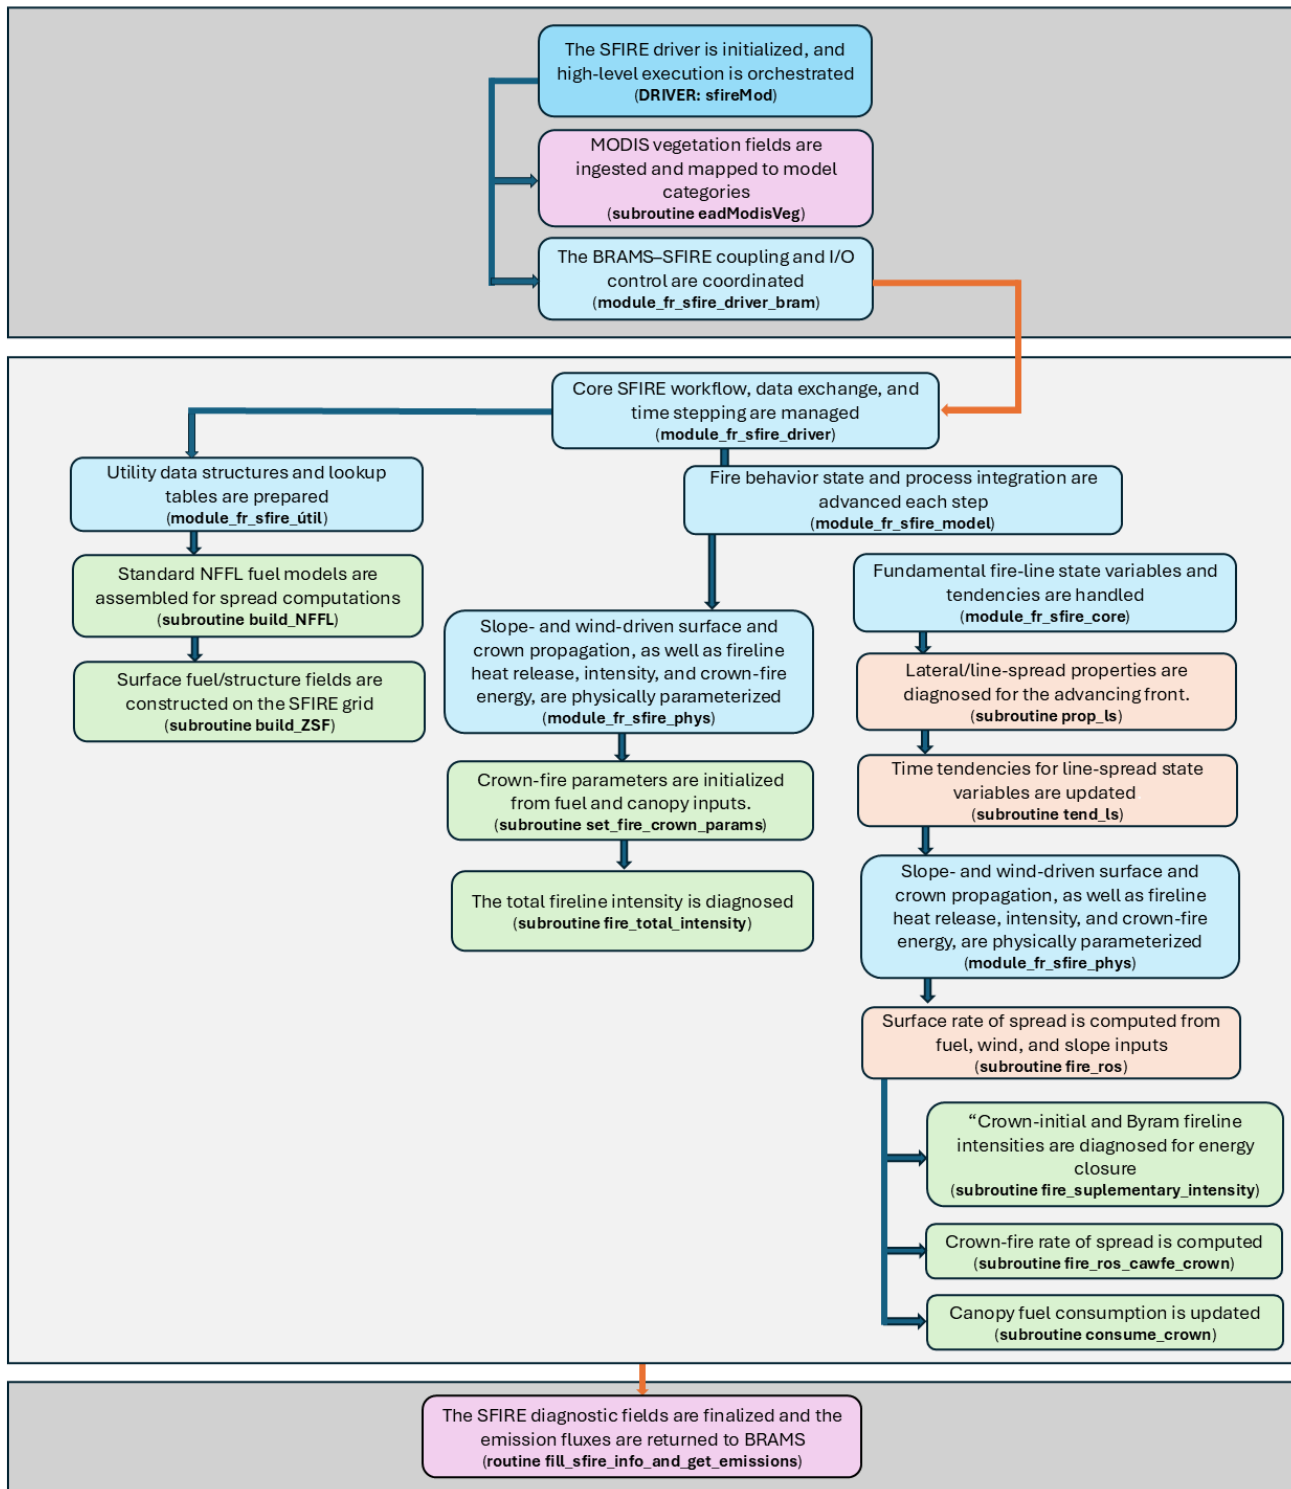 The SFIRE driver is initialized, and
high-level execution is orchestrated
(DRIVER: sfireMod)
MODIS vegetation fields are
ingested and mapped to model
categories
(subroutine eadModisVeg)
The BRAMS–SFIRE coupling and I/O
control are coordinated
(module_fr_sfire_driver_bram)
Core SFIRE workflow, data exchange, and
time stepping are managed
(module_fr_sfire_driver)
Utility data structures and lookup
tables are prepared
(module_fr_sfire_útil)
Standard NFFL fuel models are
assembled for spread computations
(subroutine build_NFFL)
Surface fuel/structure fields are
constructed on the SFIRE grid
(subroutine build_ZSF)
Fire behavior state and process integration are
advanced each step
(module_fr_sfire_model)
Slope- and wind-driven surface and
crown propagation, as well as fireline
heat release, intensity, and crown-fire
energy, are physically parameterized
(module_fr_sfire_phys)
Crown-fire parameters are initialized
from fuel and canopy inputs.
(subroutine set_fire_crown_params)
The total fireline intensity is diagnosed
(subroutine fire_total_intensity)
Fundamental fire-line state variables and
tendencies are handled
(module_fr_sfire_core)
Lateral/line-spread properties are
diagnosed for the advancing front.
(subroutine prop_ls)
Time tendencies for line-spread state
variables are updated
(subroutine tend_ls)
Slope- and wind-driven surface and
crown propagation, as well as fireline
heat release, intensity, and crown-fire
energy, are physically parameterized
(module_fr_sfire_phys)
Surface rate of spread is computed from
fuel, wind, and slope inputs
(subroutine fire_ros)
“Crown-initial and Byram fireline
intensities are diagnosed for energy
closure
(subroutine fire_suplementary_intensity)
Crown-fire rate of spread is computed
(subroutine fire_ros_cawfe_crown)
Canopy fuel consumption is updated
(subroutine consume_crown)
The SFIRE diagnostic fields are finalized and the
emission fluxes are returned to BRAMS
(routine fill_sfire_info_and_get_emissions)